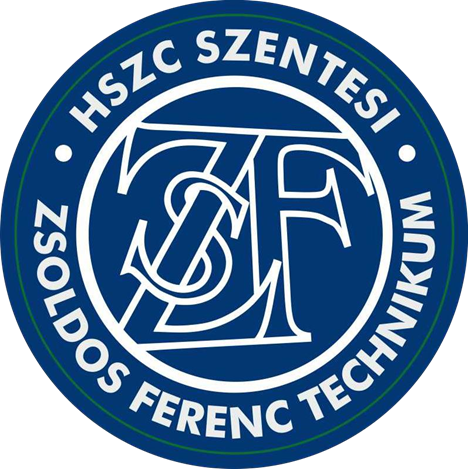 HSZC SZENTESI
ZSOLDOS FERENC TECHNIKUM
ZSF